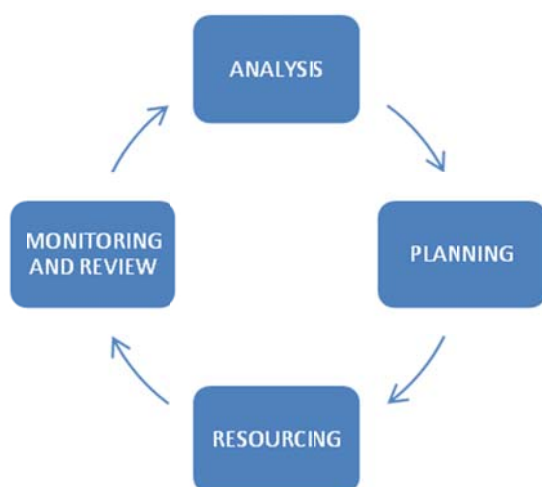 ANALYSIS
PLANNING
RESOURCING
MONITORING
AND REVIEW